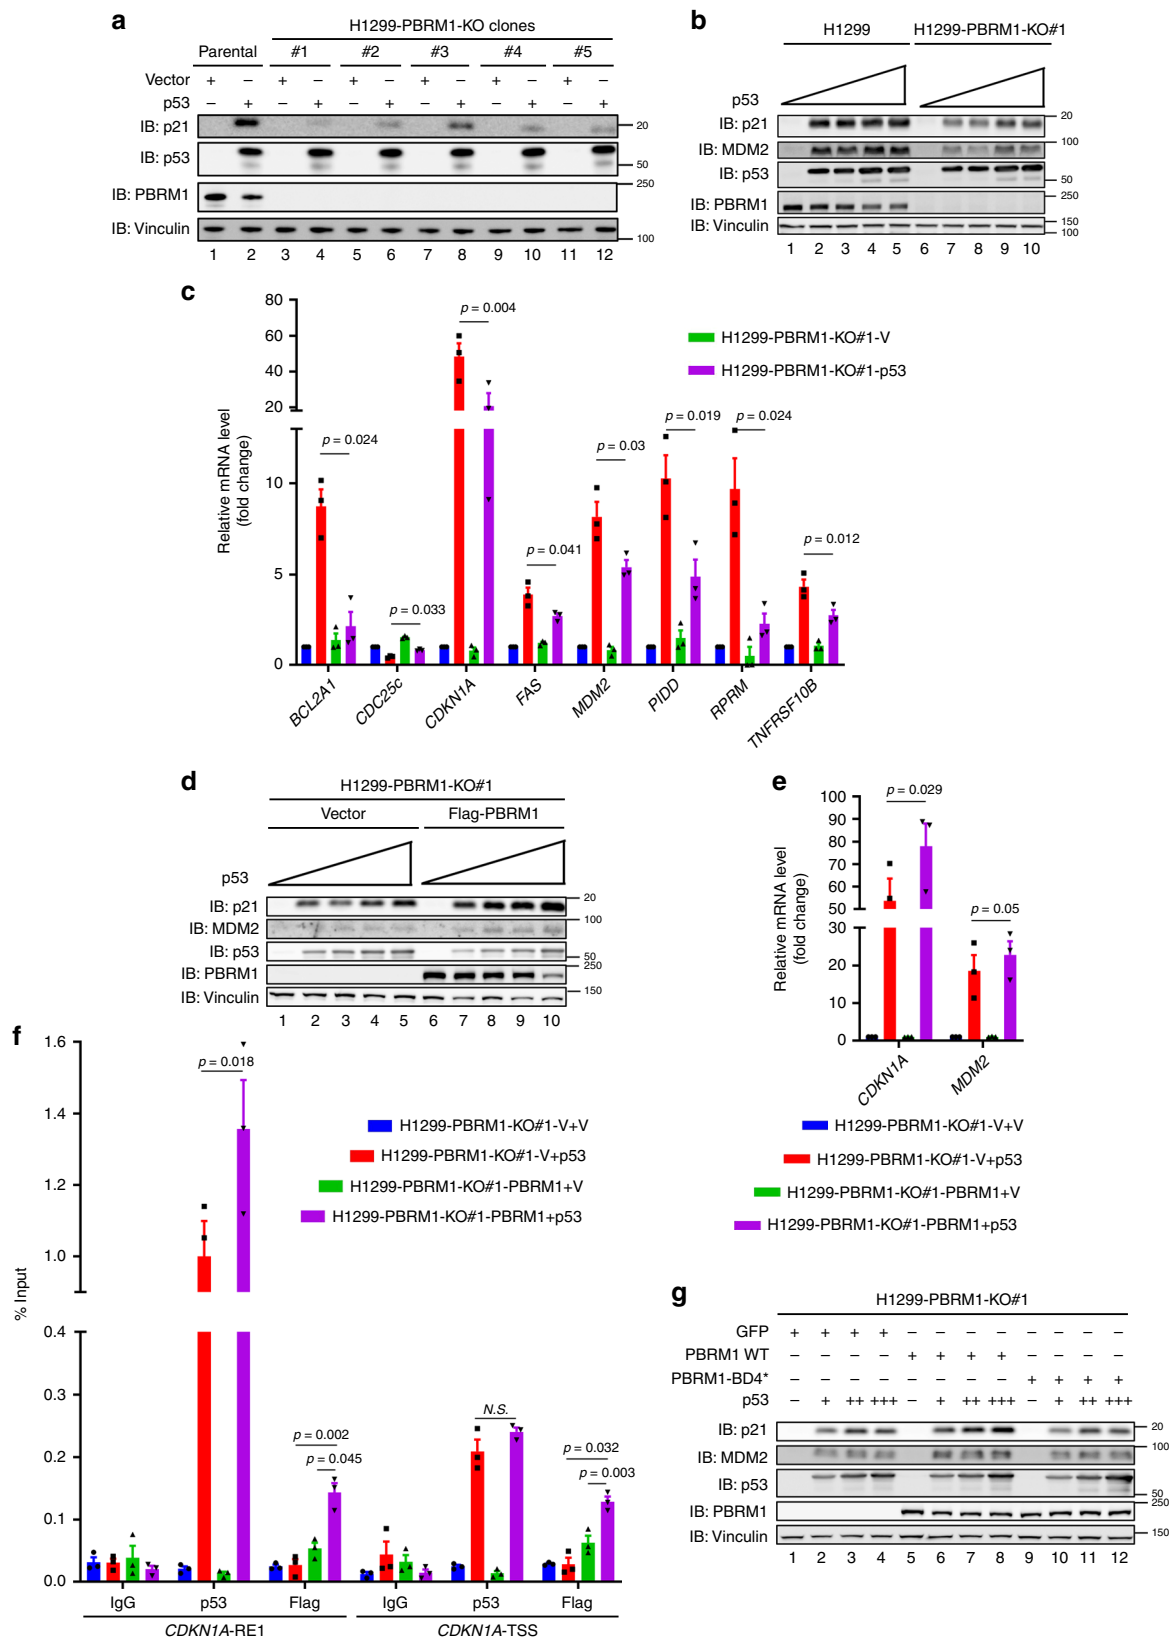 a
H1299-PBRM1-KO clones
Parental #1 #2 #3 #4 #5
Vector + – + – + – + – + – + –
p53 – + – + – + – + – + – +
IB: p21 20
IB: p53 50
IB: PBRM1 250
IB: Vinculin 100
1 2 3 4 5 6 7 8 9 10 11 12
b
H1299 H1299-PBRM1-KO#1
p53
IB: p21 20
IB: MDM2 100
IB: p53 50
IB: PBRM1 250
IB: Vinculin 150
100
1 2 3 4 5 6 7 8 9 10
c
Relative mRNA level
(fold change)
80
60
40
20
10
5
0
p = 0.024
p = 0.033
p = 0.004
p = 0.041
p = 0.03
p = 0.019
p = 0.024
p = 0.012
H1299-PBRM1-KO#1-V
H1299-PBRM1-KO#1-p53
BCL2A1
CDC25c
CDKN1A
FAS
MDM2
PIDD
RPRM
TNFRSF10B
d
H1299-PBRM1-KO#1
Vector Flag-PBRM1
p53
IB: p21 20
IB: MDM2 100
IB: p53 50
IB: PBRM1 250
IB: Vinculin 150
1 2 3 4 5 6 7 8 9 10
e
Relative mRNA level
(fold change)
100
90
80
70
60
50
30
20
10
0
p = 0.029
p = 0.05
CDKN1A
MDM2
H1299-PBRM1-KO#1-V+V
H1299-PBRM1-KO#1-V+p53
H1299-PBRM1-KO#1-PBRM1+V
H1299-PBRM1-KO#1-PBRM1+p53
f
% Input
1.6
1.4
1.2
1.0
0.4
0.3
0.2
0.1
0.0
p = 0.018
p = 0.002
p = 0.045
N.S.
p = 0.032
p = 0.003
H1299-PBRM1-KO#1-V+V
H1299-PBRM1-KO#1-V+p53
H1299-PBRM1-KO#1-PBRM1+V
H1299-PBRM1-KO#1-PBRM1+p53
IgG p53 Flag IgG p53 Flag
CDKN1A-RE1 CDKN1A-TSS
g
H1299-PBRM1-KO#1
GFP + + + + – – – – – – – –
PBRM1 WT – – – – + + + + – – – –
PBRM1-BD4* – – – – – – – – + + + +
p53 – + ++ +++ – + ++ +++ – + ++ +++
IB: p21 20
IB: MDM2 100
IB: p53 50
IB: PBRM1 250
IB: Vinculin 150
1 2 3 4 5 6 7 8 9 10 11 12